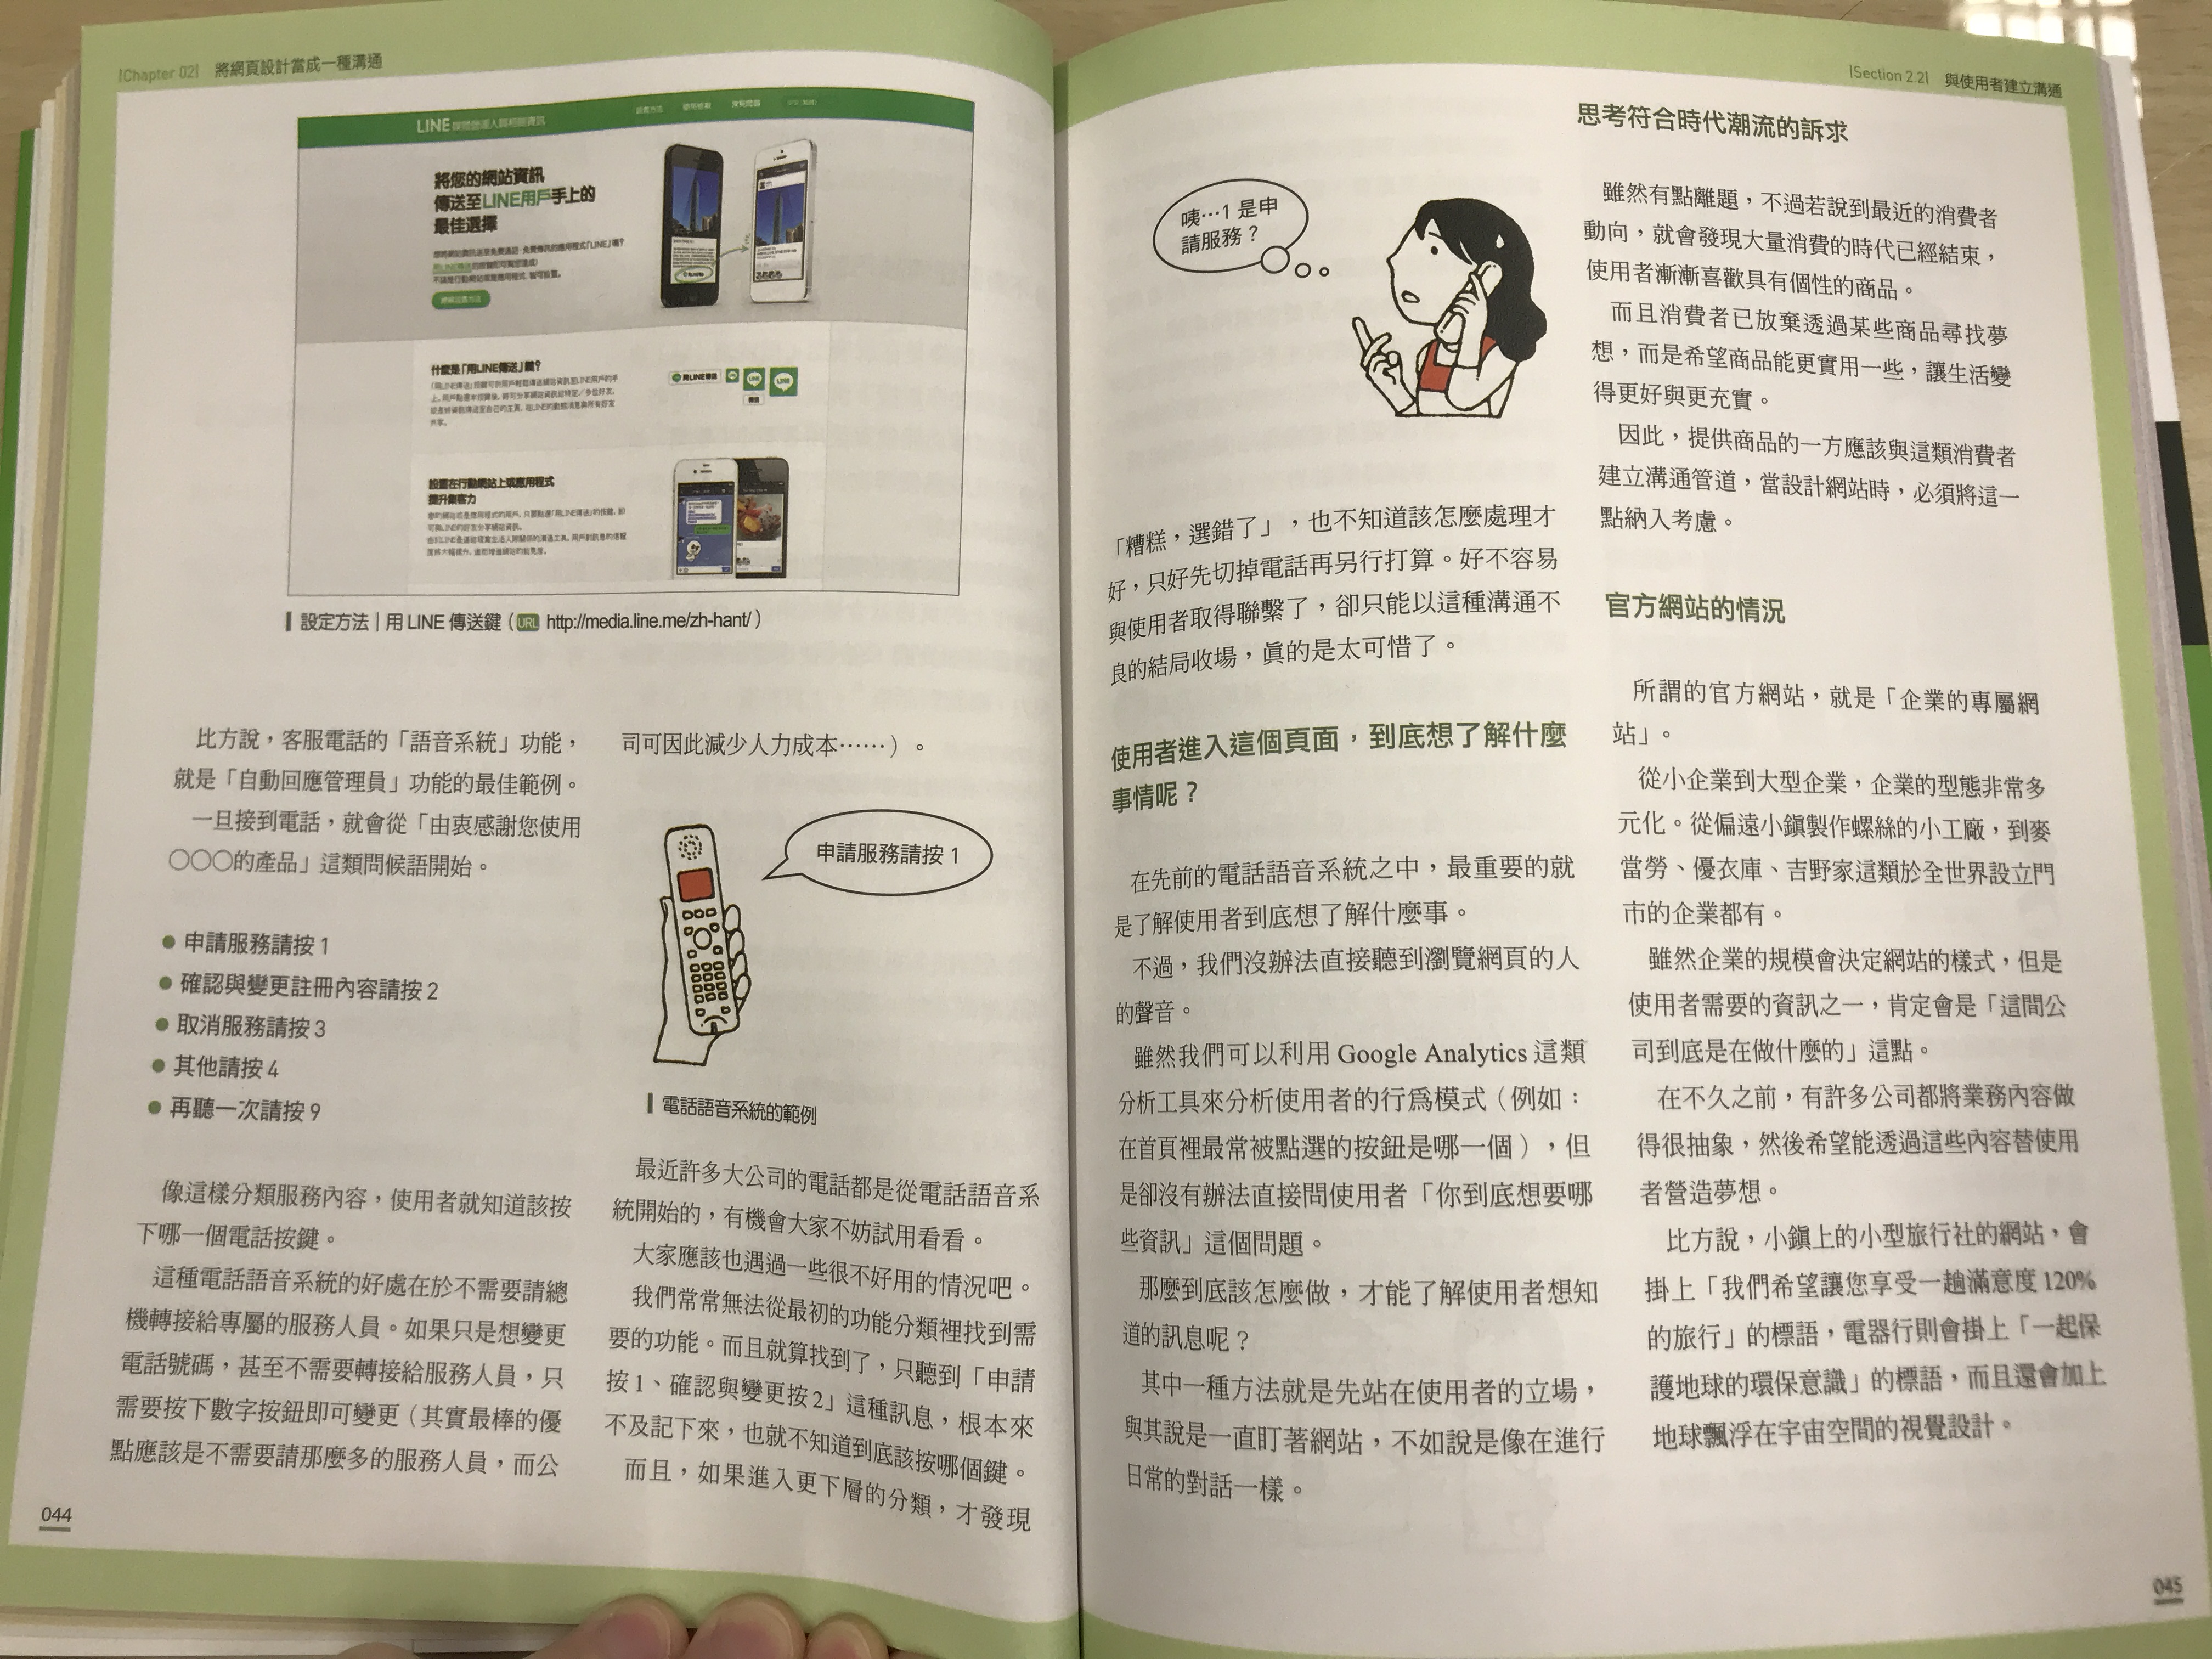 |Chapter 02| 將網頁設計當成一種溝通
LINE
將您的網站資訊
傳送至LINE用戶手上的
最佳選擇
什麼是「用LINE傳送」鍵?
用LINE傳送
設置在行動網站上或應用程式
提升集客力
設定方法|用 LINE 傳送鍵(URL http://media.line.me/zh-hant/)
比方說,客服電話的「語音系統」功能,
就是「自動回應管理員」功能的最佳範例。
一旦接到電話,就會從「由衷感謝您使用
〇〇〇的產品」這類問候語開始。
● 申請服務請按 1
● 確認與變更註冊內容請按 2
● 取消服務請按 3
● 其他請按 4
● 再聽一次請按 9
像這樣分類服務內容,使用者就知道該按
下哪一個電話按鍵。
這種電話語音系統的好處在於不需要請總
機轉接給專屬的服務人員。如果只是想變更
電話號碼,甚至不需要轉接給服務人員,只
需要按下數字按鈕即可變更(其實最棒的優
點應該是不需要請那麼多的服務人員,而公
司可因此減少人力成本……)。
申請服務請按 1
電話語音系統的範例
最近許多大公司的電話都是從電話語音系
統開始的,有機會大家不妨試用看看。
大家應該也遇過一些很不好用的情況吧。
我們常常無法從最初的功能分類裡找到需
要的功能。而且就算找到了,只聽到「申請
按 1、確認與變更按 2」這種訊息,根本來
不及記下來,也就不知道到底該按哪個鍵。
而且,如果進入更下層的分類,才發現
044
|Section 2.2| 與使用者建立溝通
咦…1 是申
請服務?
「糟糕,選錯了」,也不知道該怎麼處理才
好,只好先切掉電話再另行打算。好不容易
與使用者取得聯繫了,卻只能以這種溝通不
良的結局收場,真的是太可惜了。
使用者進入這個頁面,到底想了解什麼
事情呢?
在先前的電話語音系統之中,最重要的就
是了解使用者到底想了解什麼事。
不過,我們沒辦法直接聽到瀏覽網頁的人
的聲音。
雖然我們可以利用 Google Analytics 這類
分析工具來分析使用者的行為模式(例如:
在首頁裡最常被點選的按鈕是哪一個),但
是卻沒有辦法直接問使用者「你到底想要哪
些資訊」這個問題。
那麼到底該怎麼做,才能了解使用者想知
道的訊息呢?
其中一種方法就是先站在使用者的立場,
與其說是一直盯著網站,不如說是像在進行
日常的對話一樣。
思考符合時代潮流的訴求
雖然有點離題,不過若說到最近的消費者
動向,就會發現大量消費的時代已經結束,
使用者漸漸喜歡具有個性的商品。
而且消費者已放棄透過某些商品尋找夢
想,而是希望商品能更實用一些,讓生活變
得更好與更充實。
因此,提供商品的一方應該與這類消費者
建立溝通管道,當設計網站時,必須將這一
點納入考慮。
官方網站的情況
所謂的官方網站,就是「企業的專屬網
站」。
從小企業到大型企業,企業的型態非常多
元化。從偏遠小鎮製作螺絲的小工廠,到麥
當勞、優衣庫、吉野家這類於全世界設立門
市的企業都有。
雖然企業的規模會決定網站的樣式,但是
使用者需要的資訊之一,肯定會是「這間公
司到底是在做什麼的」這點。
在不久之前,有許多公司都將業務內容做
得很抽象,然後希望能透過這些內容替使用
者營造夢想。
比方說,小鎮上的小型旅行社的網站,會
掛上「我們希望讓您享受一趟滿意度 120%
的旅行」的標語,電器行則會掛上「一起保
護地球的環保意識」的標語,而且還會加上
地球飄浮在宇宙空間的視覺設計。
045